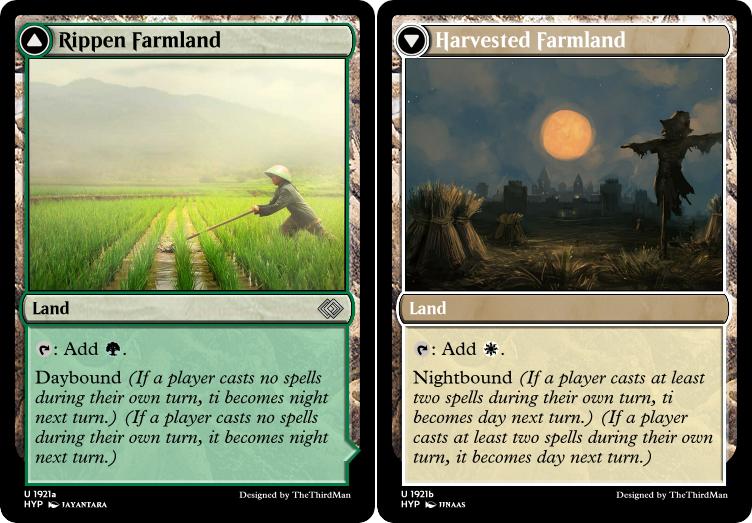 Rippen Farmland
Land
: Add .
Daybound (If a player casts no spells
during their own turn, ti becomes night
next turn.) (If a player casts no spells
during their own turn, it becomes night
next turn.)
U 1921a
HYP JAYANTARA
Designed by TheThirdMan
Harvested Farmland
Land
: Add .
Nightbound (If a player casts at least
two spells during their own turn, ti
becomes day next turn.) (If a player
casts at least two spells during their own
turn, it becomes day next turn.)
U 1921b
HYP IJNAAS
Designed by TheThirdMan